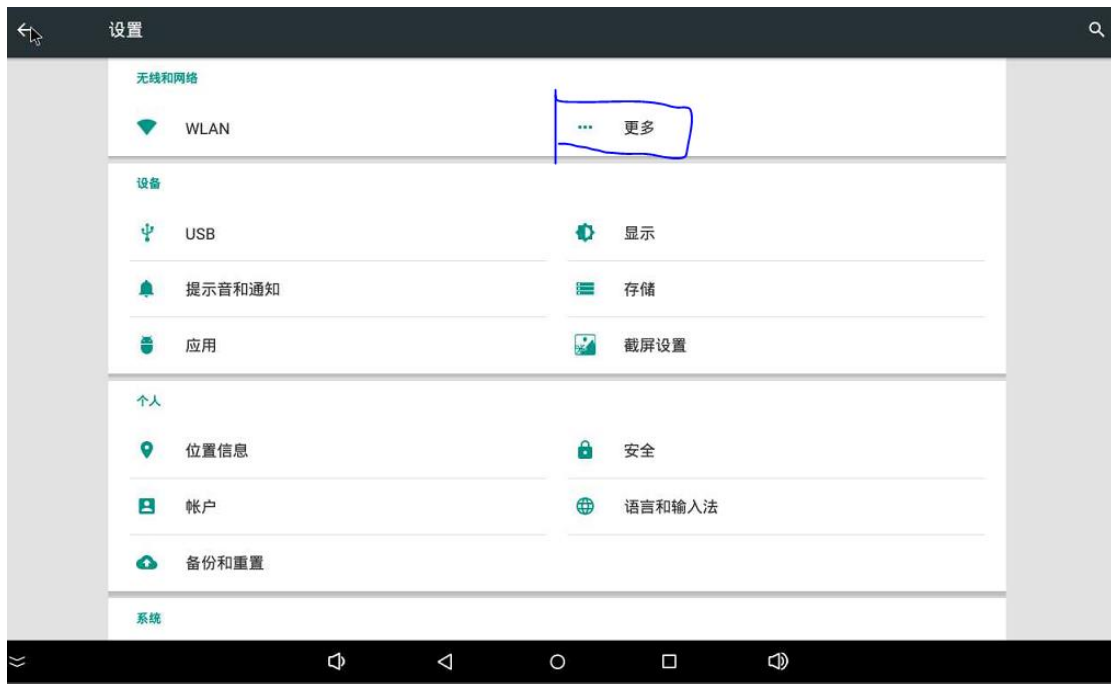 设置
无线和网络
WLAN
更多
设备
USB
显示
提示音和通知
存储
应用
截屏设置
个人
位置信息
安全
帐户
语言和输入法
备份和重置
系统